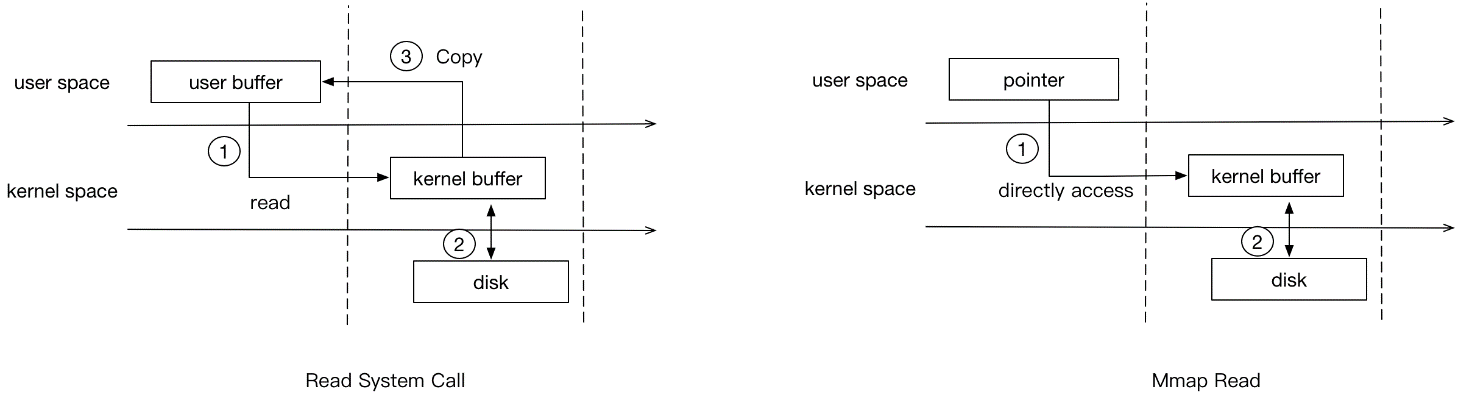 3 Copy
user space
user buffer
1
kernel buffer
kernel space
read
2
disk
Read System Call
user space
pointer
1
kernel buffer
kernel space
directly access
2
disk
Mmap Read